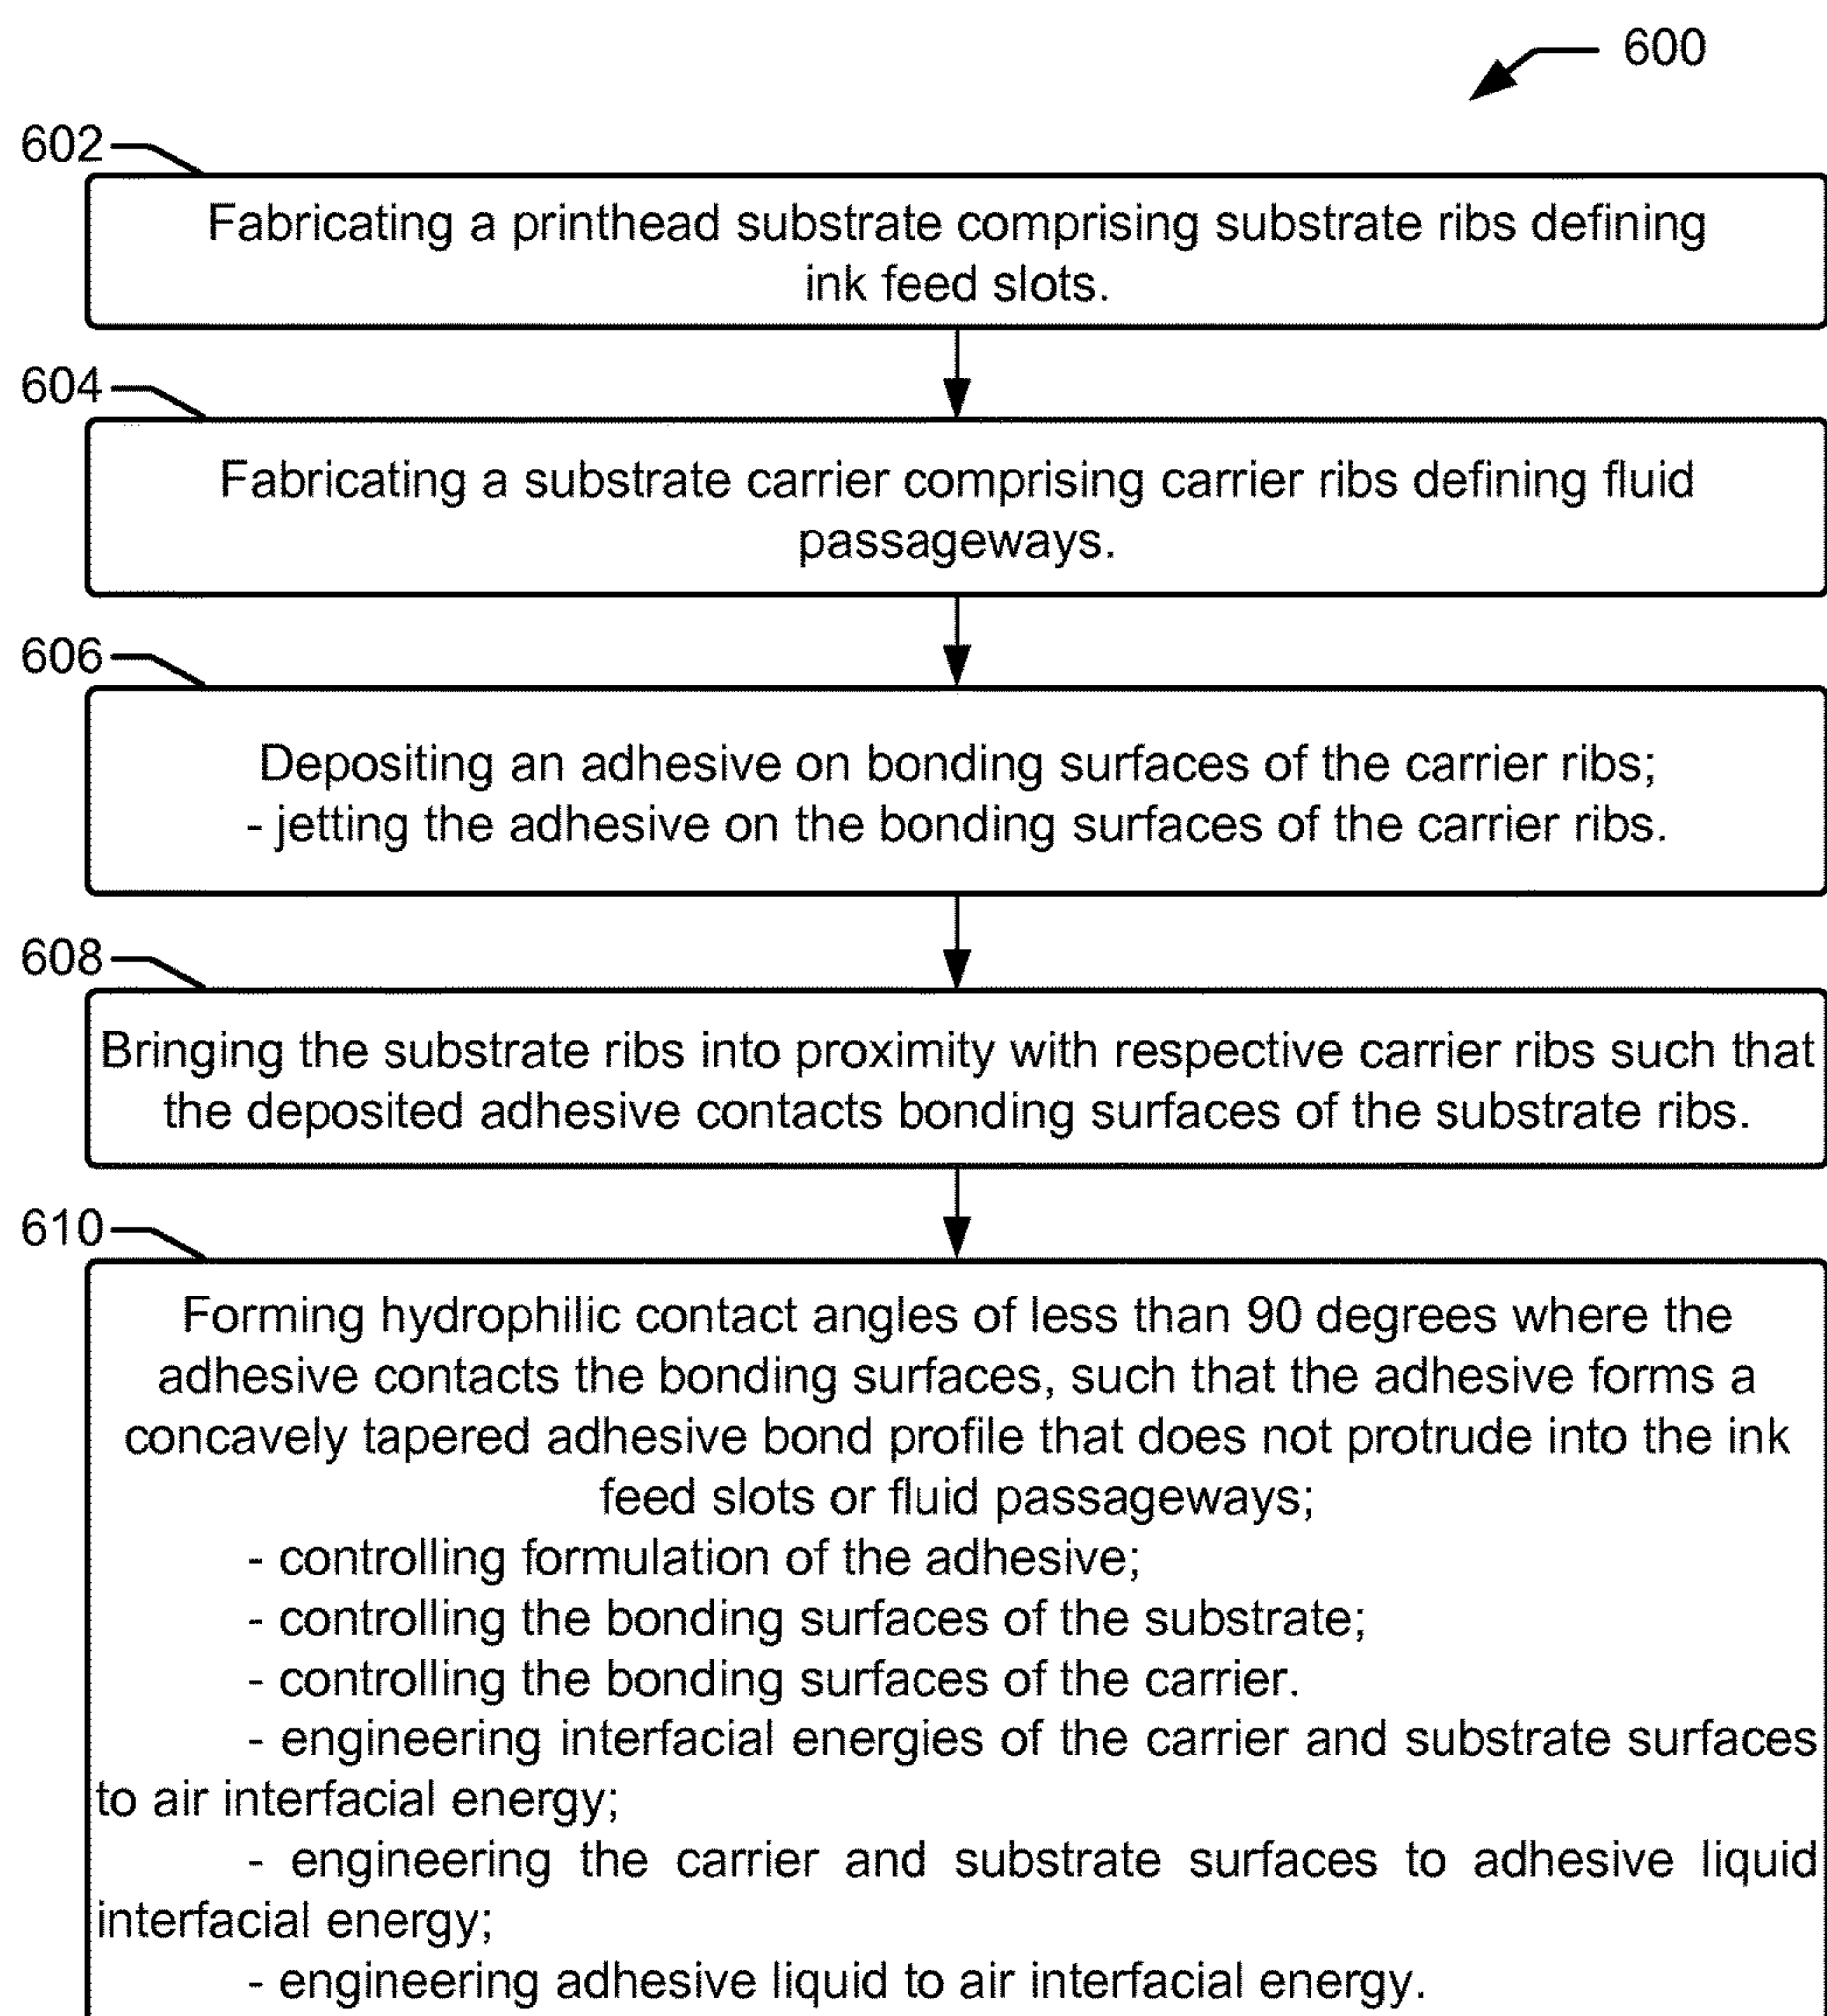 600
602
Fabricating a printhead substrate comprising substrate ribs defining
ink feed slots.
604
Fabricating a substrate carrier comprising carrier ribs defining fluid
passageways.
606
Depositing an adhesive on bonding surfaces of the carrier ribs;
- jetting the adhesive on the bonding surfaces of the carrier ribs.
608
Bringing the substrate ribs into proximity with respective carrier ribs such that
the deposited adhesive contacts bonding surfaces of the substrate ribs.
610
Forming hydrophilic contact angles of less than 90 degrees where the
adhesive contacts the bonding surfaces, such that the adhesive forms a
concavely tapered adhesive bond profile that does not protrude into the ink
feed slots or fluid passageways;
- controlling formulation of the adhesive;
- controlling the bonding surfaces of the substrate;
- controlling the bonding surfaces of the carrier.
- engineering interfacial energies of the carrier and substrate surfaces
to air interfacial energy;
- engineering the carrier and substrate surfaces to adhesive liquid
interfacial energy;
- engineering adhesive liquid to air interfacial energy.